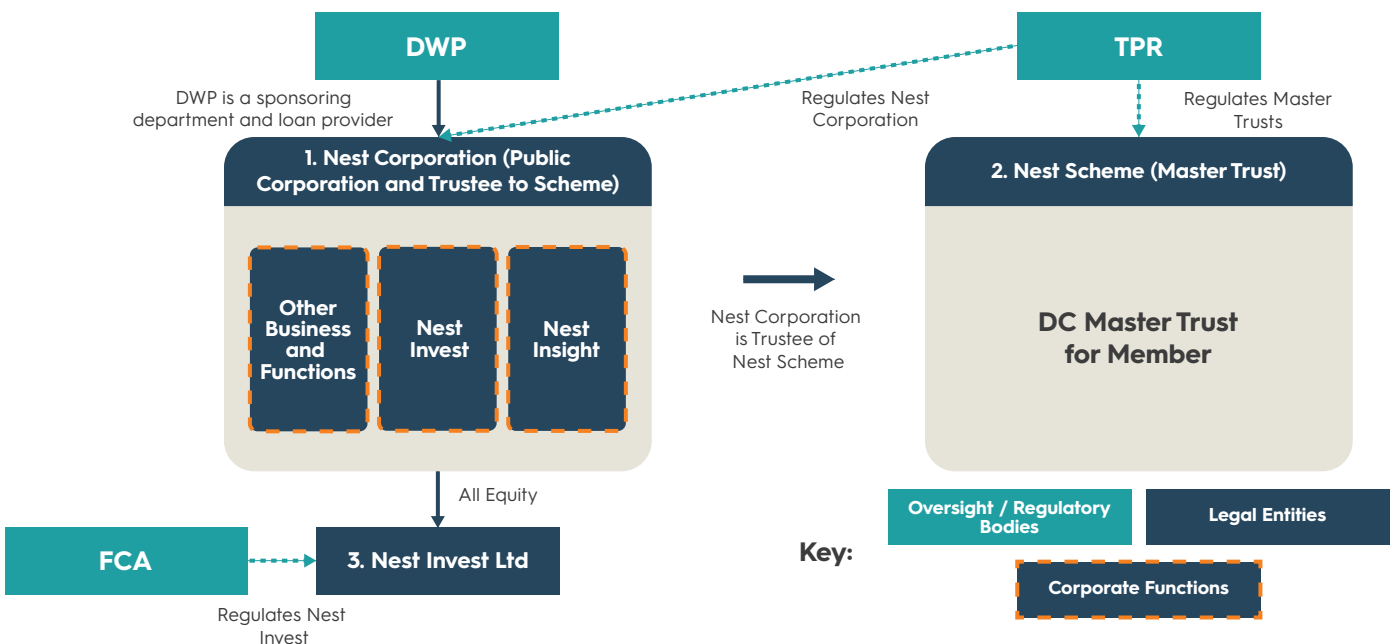 DWP
TPR
DWP is a sponsoring
department and loan provider
Regulates Nest
Corporation
Regulates Master
Trusts
1. Nest Corporation (Public
Corporation and Trustee to Scheme)
2. Nest Scheme (Master Trust)
Other
Business
and
Functions
Nest
Invest
Nest
Insight
Nest Corporation
is Trustee of
Nest Scheme
DC Master Trust
for Member
All Equity
FCA
3. Nest Invest Ltd
Regulates Nest
Invest
Key:
Oversight / Regulatory
Bodies
Legal Entities
Corporate Functions